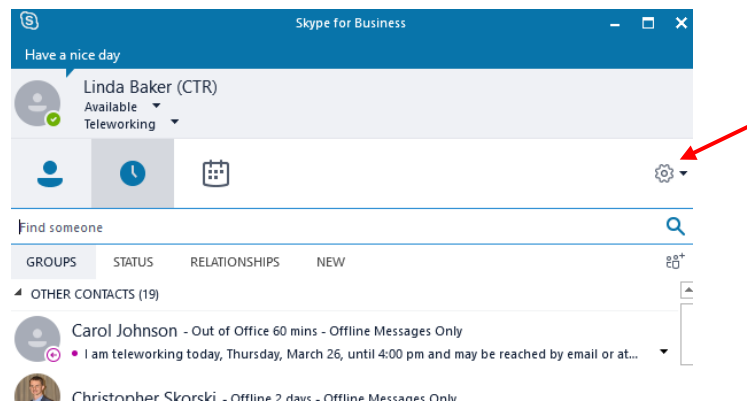 Skype for Business
Have a nice day
Linda Baker (CTR)
Available
Teleworking
Find someone
GROUPS STATUS RELATIONSHIPS NEW
OTHER CONTACTS (19)
Carol Johnson - Out of Office 60 mins - Offline Messages Only
I am teleworking today, Thursday, March 26, until 4:00 pm and may be reached by email or at...
Christopher Skorski - Offline 2 days - Offline Messages Only